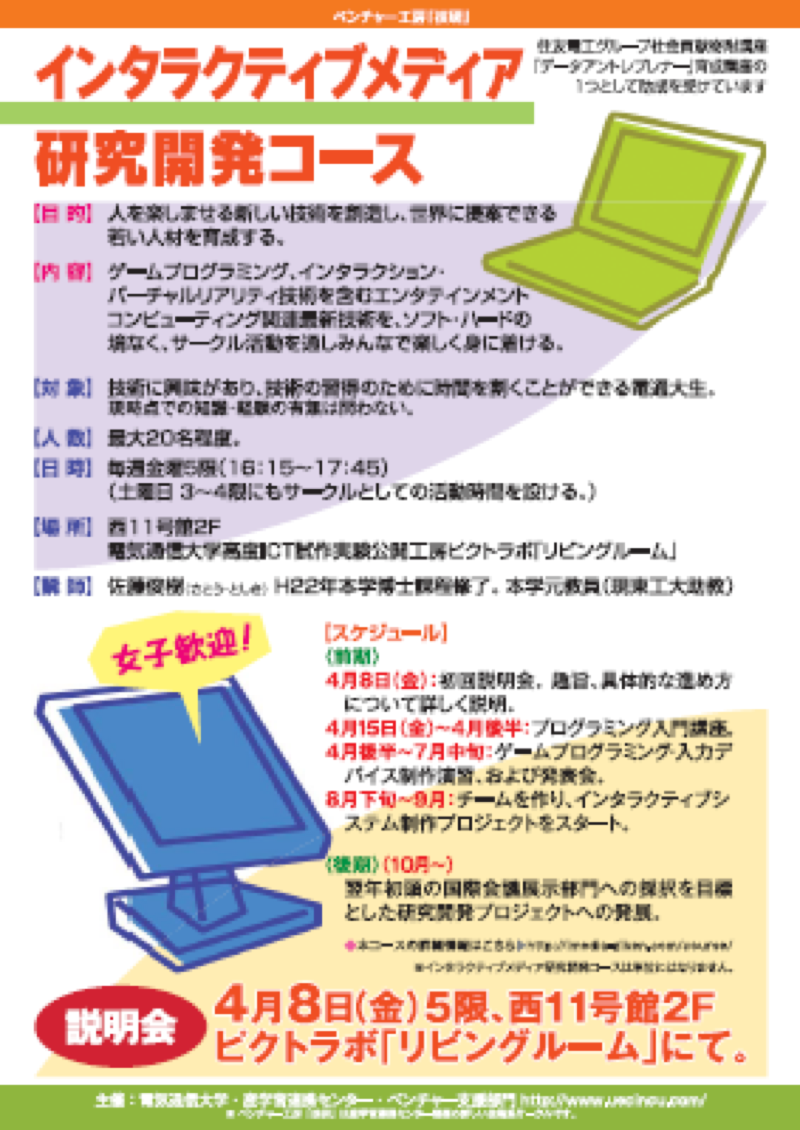 ベンチャー工房「技研」
インタラクティブメディア
研究開発コース
住友電工グループ社会貢献寄附講座
「データアントレプレナー」育成講座の
1つとして助成を受けています
【目 的】 人を楽しませる新しい技術を創造し、世界に提案できる
若い人材を育成する。
【内 容】 ゲームプログラミング、インタラクション・
バーチャルリアリティ技術を含むエンタテインメント
コンピューティング関連最新技術を、ソフト・ハードの
境なく、サークル活動を通しみんなで楽しく身に着ける。
【対 象】 技術に興味があり、技術の習得のために時間を割くことができる電通大生。
現時点での知識・経験の有無は問わない。
【人 数】 最大20名程度。
【日 時】 毎週金曜5限(16:15〜17:45)
(土曜日 3〜4限にもサークルとしての活動時間を設ける。)
【場 所】 西11号館2F
電気通信大学高度ICT試作実験公開工房ピクトラボ「リビングルーム」
【講 師】 佐藤俊樹(さとう・としき) H22年本学博士課程修了。本学元教員(現東工大助教)
女子歓迎!
[スケジュール]
〈前期〉
4月8日(金):初回説明会。趣旨、具体的な進め方
について詳しく説明。
4月15日(金)〜4月後半:プログラミング入門講座。
4月後半〜7月中旬:ゲームプログラミング・入力デ
バイス制作演習、および発表会。
8月下旬〜9月:チームを作り、インタラクティブシ
ステム制作プロジェクトをスタート。
〈後期〉(10月〜)
翌年初頭の国際会議展示部門への採択を目標
とした研究開発プロジェクトへの発展。
◆本コースの詳細情報はこちら
※インタラクティブメディア研究開発コースは単位にはなりません。
説明会
4月8日(金)5限、西11号館2F
ピクトラボ「リビングルーム」にて。
主催:電気通信大学・産学官連携センター・ベンチャー支援部門 http://www.uecincu.com/